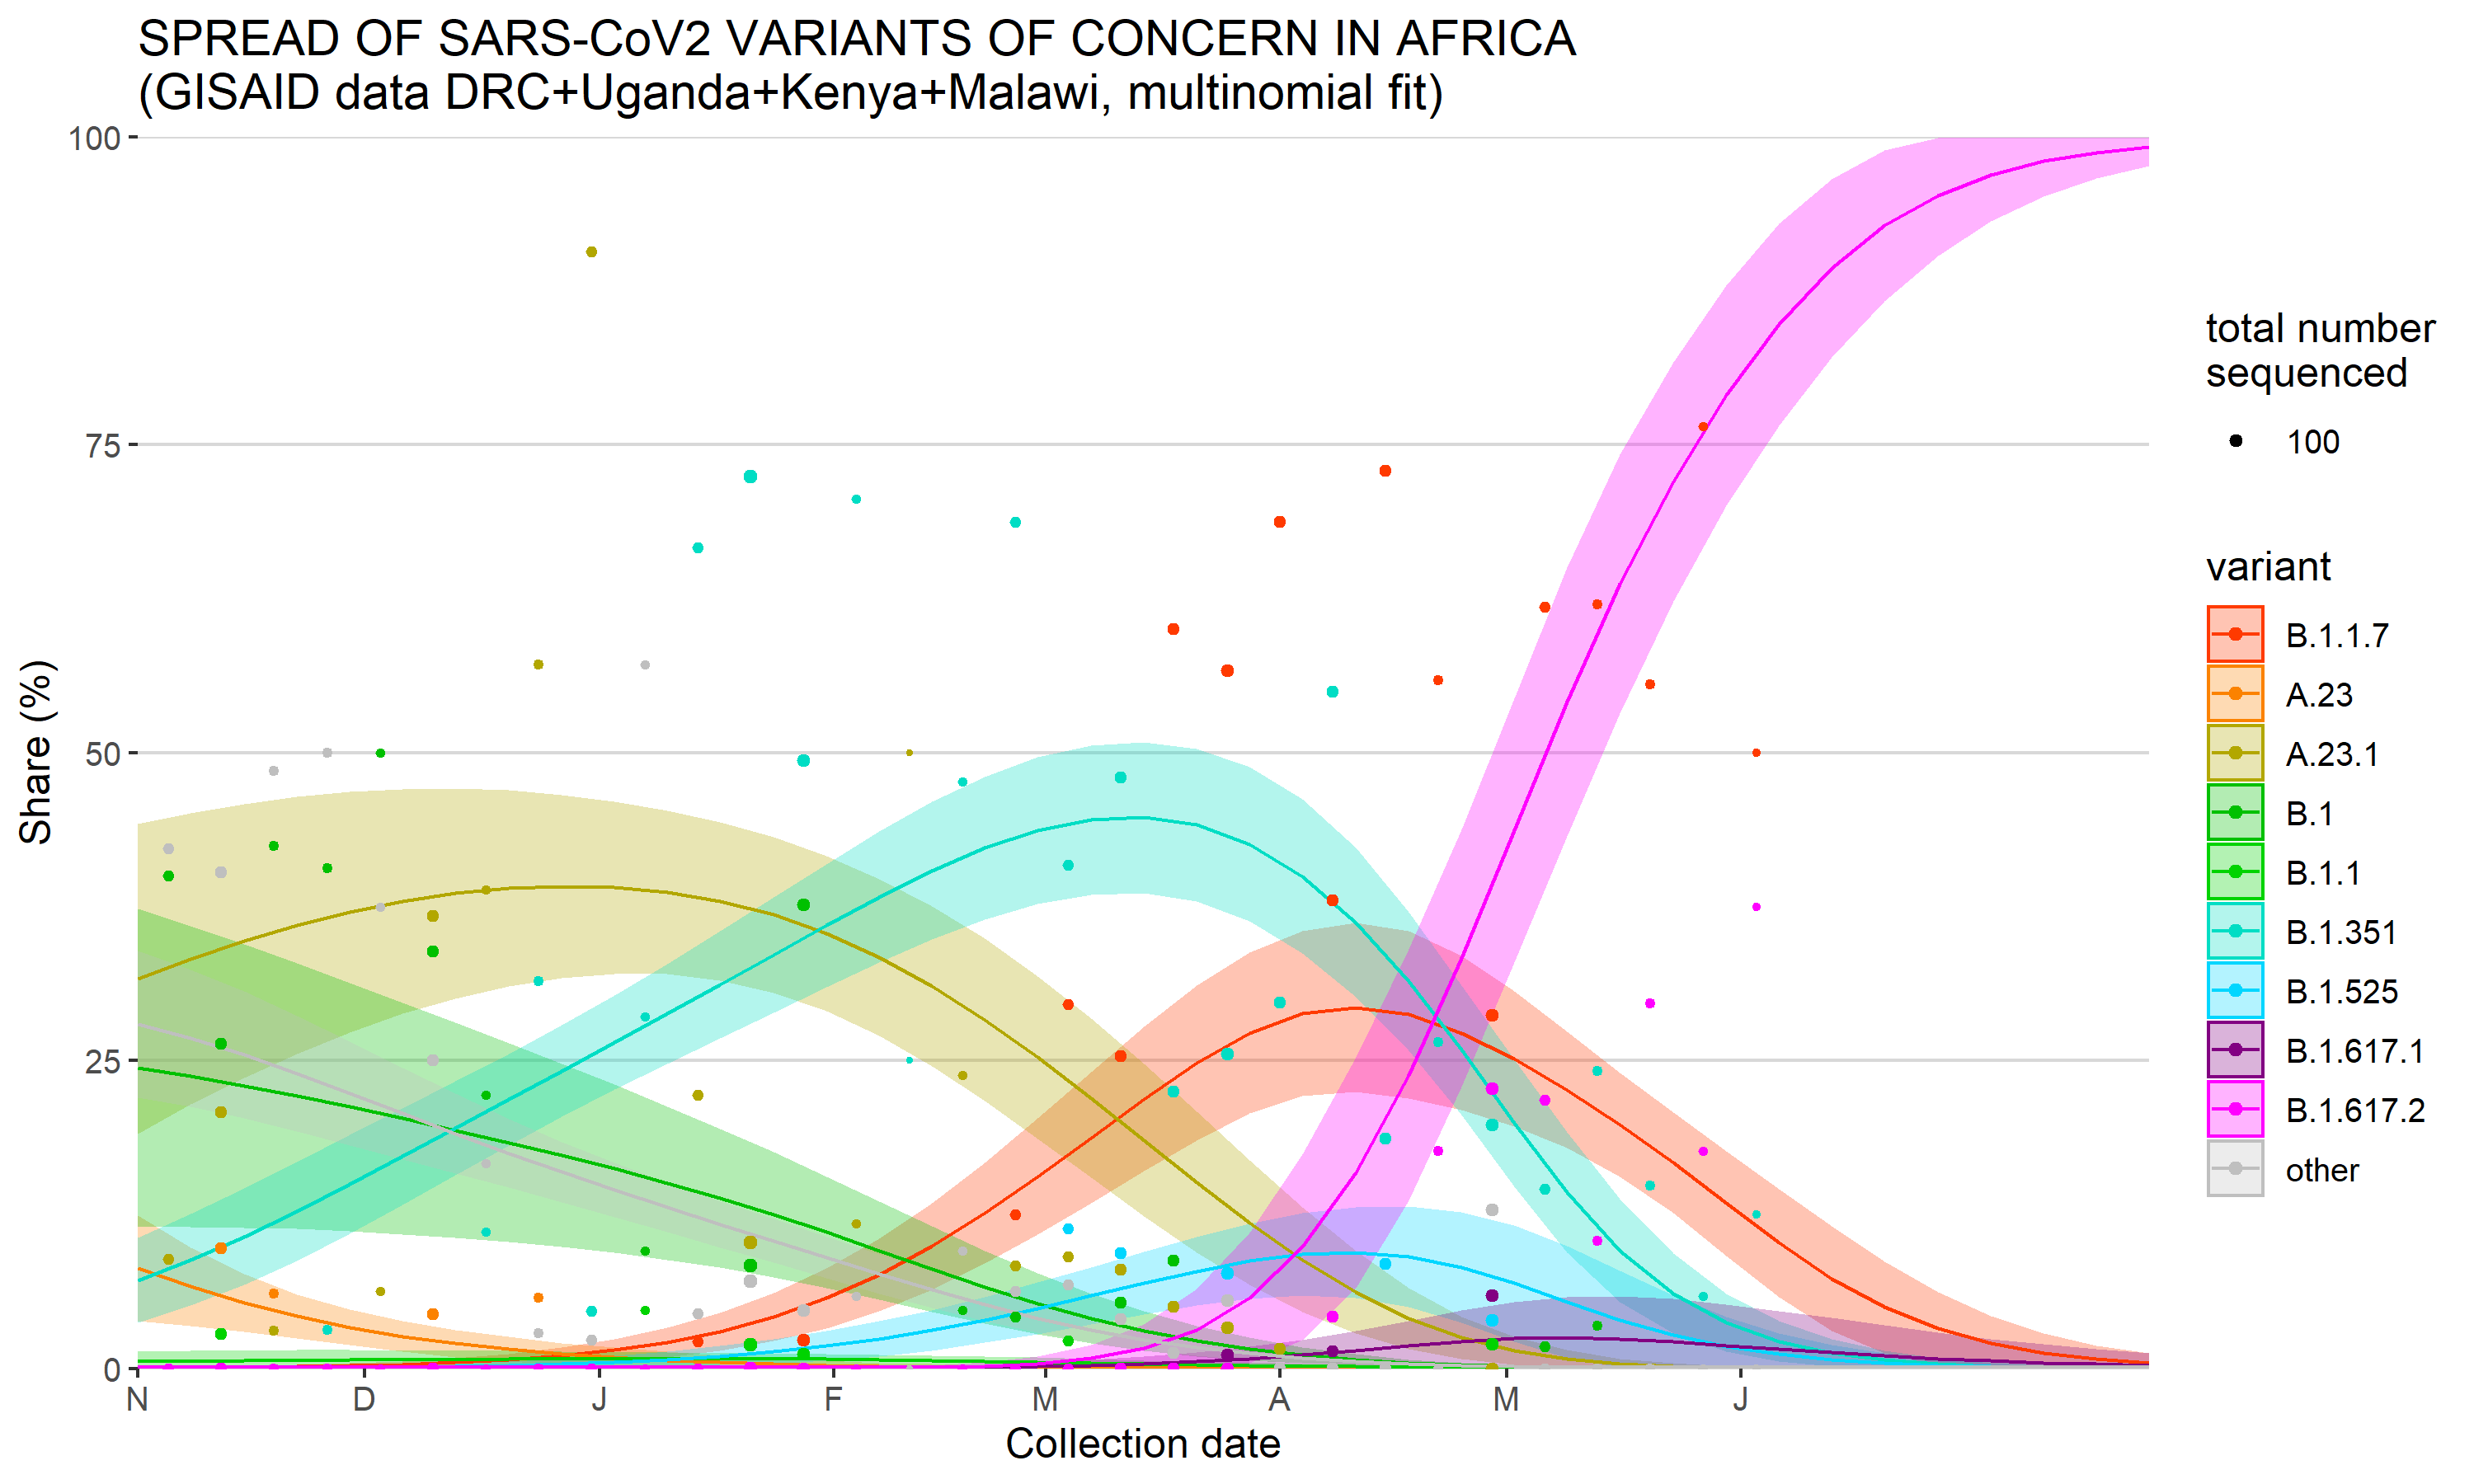 SPREAD OF SARS-CoV2 VARIANTS OF CONCERN IN AFRICA
(GISAID data DRC+Uganda+Kenya+Malawi, multinomial fit)
100
75
50
25
0
Share (%)
N D J F M A M J
Collection date
total number
sequenced
100
variant
B.1.1.7
A.23
A.23.1
B.1
B.1.1
B.1.351
B.1.525
B.1.617.1
B.1.617.2
other